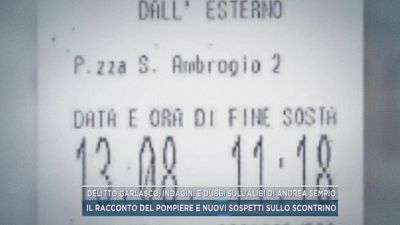 DALL' ESTERNO
P.zza S. Ambrogio 2
DATA E ORA DI FINE SOSTA
13.08. 11:18
DELITTO GARLASCO, INDAGINI E DUBBI SULL'ALIBI DI ANDREA SEMPIO
IL RACCONTO DEL POMPIERE E NUOVI SOSPETTI SULLO SCONTRINO